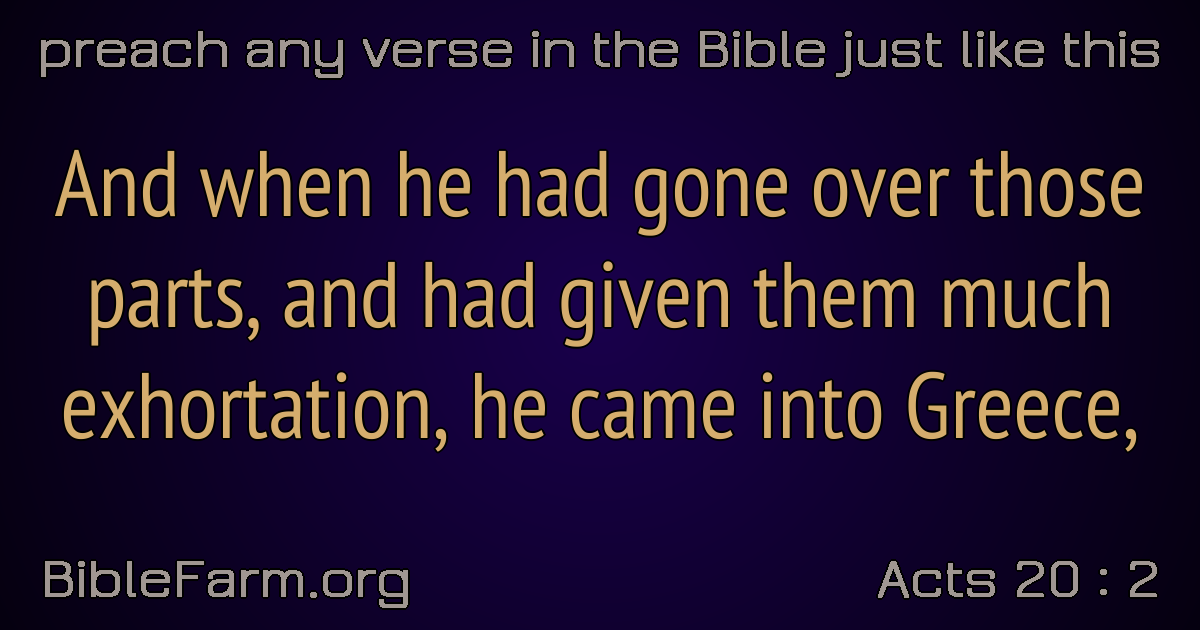 preach any verse in the Bible just like this
And when he had gone over those
parts, and had given them much
exhortation, he came into Greece,
BibleFarm.org
Acts 20 : 2